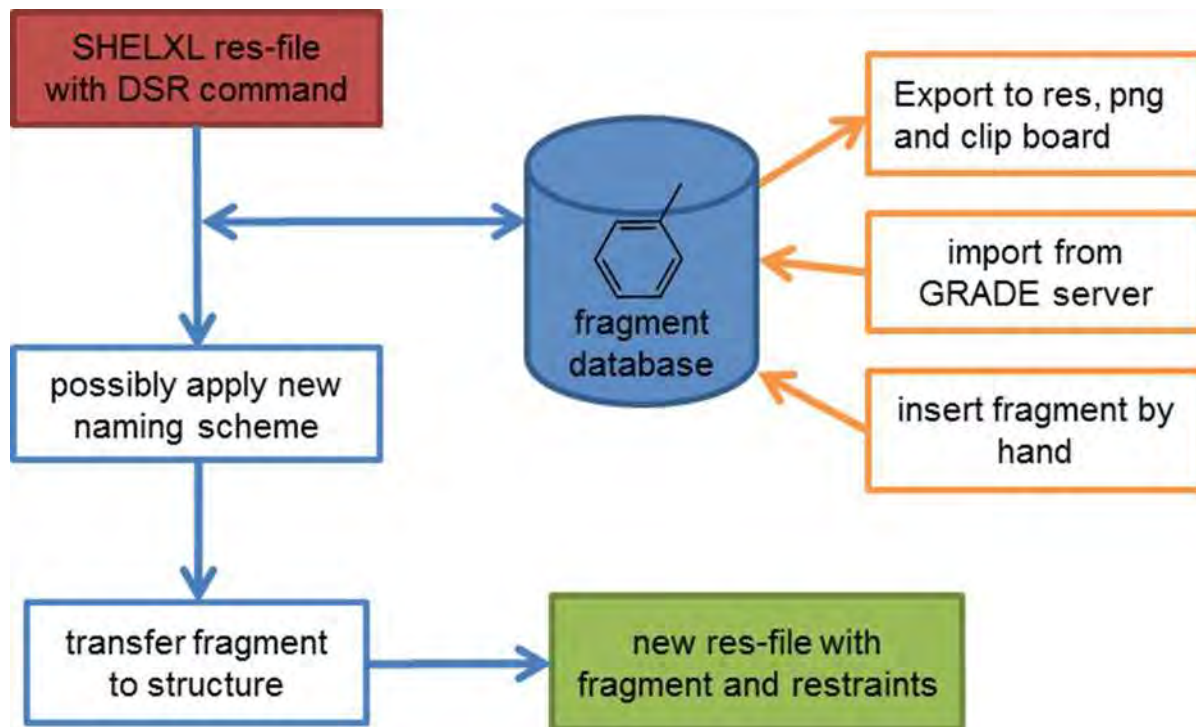 SHELXL res-file
with DSR command
fragment
database
Export to res, png
and clip board
import from
GRADE server
insert fragment by
hand
possibly apply new
naming scheme
transfer fragment
to structure
new res-file with
fragment and restraints